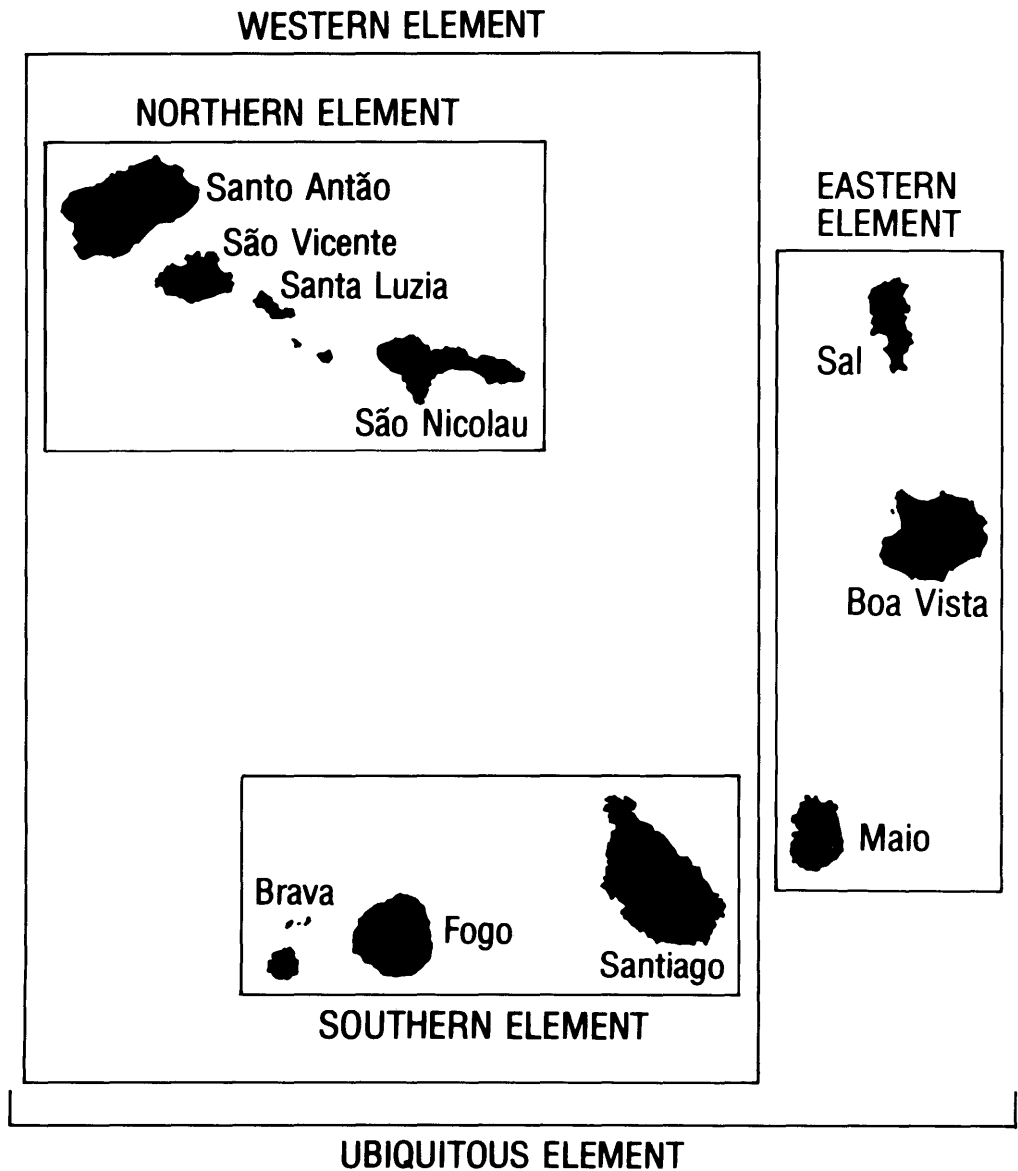 WESTERN ELEMENT
NORTHERN ELEMENT
Santo Antão
São Vicente
Santa Luzia
São Nicolau
EASTERN
ELEMENT
Sal
Boa Vista
Maio
Brava
Fogo
Santiago
SOUTHERN ELEMENT
UBIQUITOUS ELEMENT